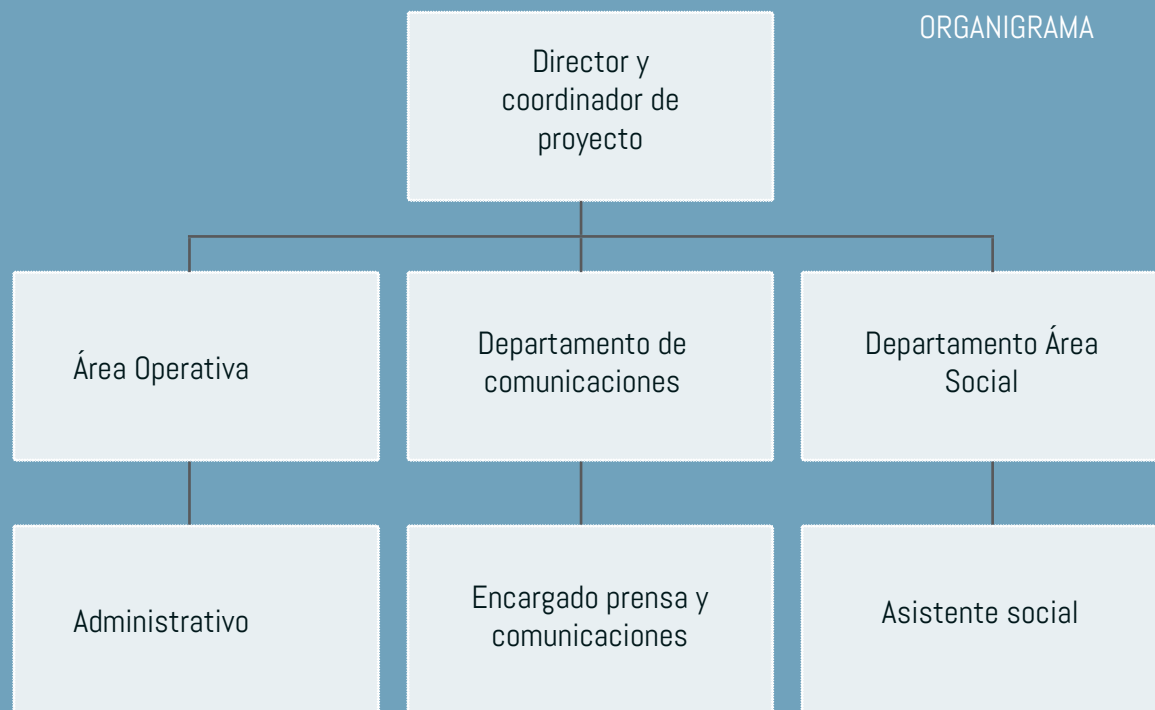 ORGANIGRAMA
Director y
coordinador de
proyecto
Área Operativa
Departamento de
comunicaciones
Departamento Área
Social
Administrativo
Encargado prensa y
comunicaciones
Asistente social